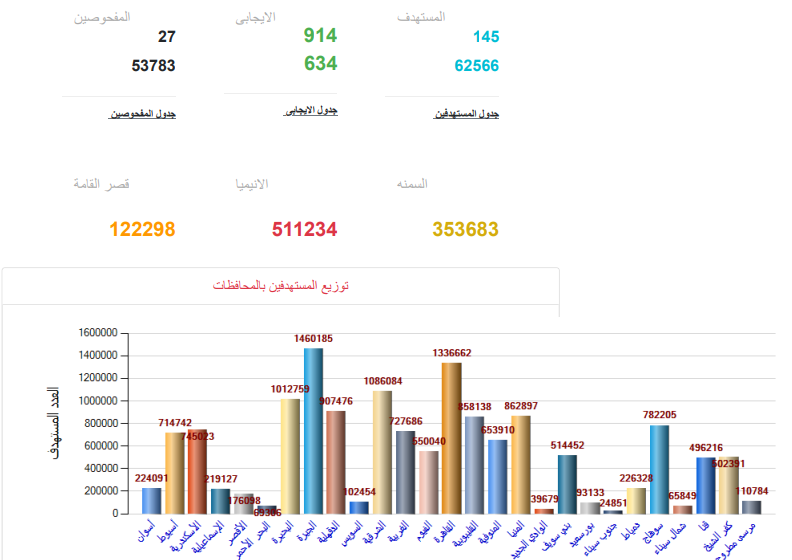 المستهدف
الايجابى
المفحوصين
145
914
27
62566
634
53783
جدول المستهدفين
جدول الايجابى
جدول المفحوصين
السمنه
الانيميا
قصر القامة
353683
511234
122298
توزيع المستهدفين بالمحافظات
العدد المستهدف
1600000
1400000
1200000
1000000
800000
600000
400000
200000
0
224091
714742
745023
219127
176098
69306
1012759
1460185
907476
102454
1086084
727686
550040
1336662
858138
653910
862897
39679
514452
93133
24851
226328
782205
65849
496216
502391
110784
أسوان
أسيوط
الأسكندرية
الإسماعيلية
الأقصر
البحر الأحمر
البحيرة
الجيزة
الدقهلية
السويس
الشرقية
الغربية
الفيوم
القاهرة
القليوبية
المنوفية
المنيا
الوادي الجديد
بني سويف
بورسعيد
جنوب سيناء
دمياط
سوهاج
شمال سيناء
قنا
كفر الشيخ
مرسى مطروح